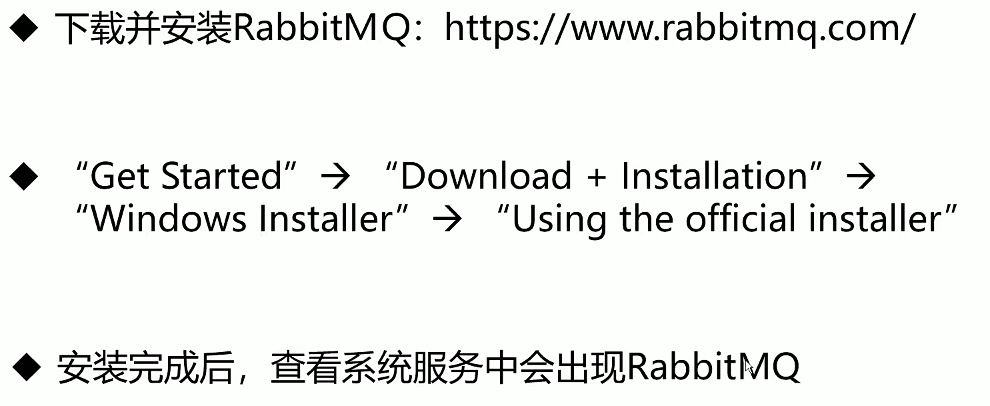 ◆ 下载并安装RabbitMQ：https://www.rabbitmq.com/
◆ “Get Started” → “Download + Installation” →
“Windows Installer” → “Using the official installer”
◆ 安装完成后，查看系统服务中会出现RabbitMQ